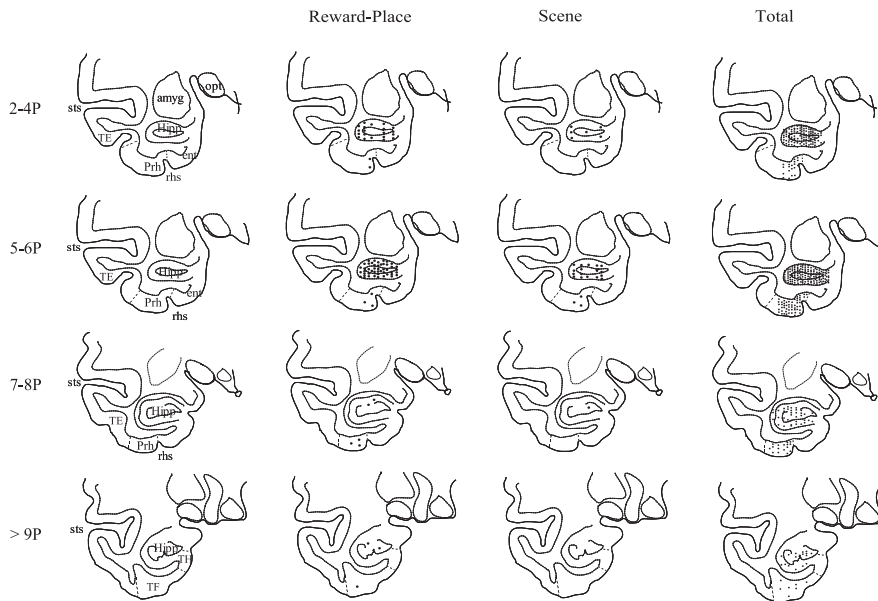 Reward-Place Scene Total
2-4P
opt
amyg
sts
Hipp
TE
ent
Prh
rhs
5-6P
sts
Hipp
TE
ent
Prh
rhs
7-8P
sts
Hipp
TE
Prh
rhs
> 9P
sts
Hipp
TH
TF